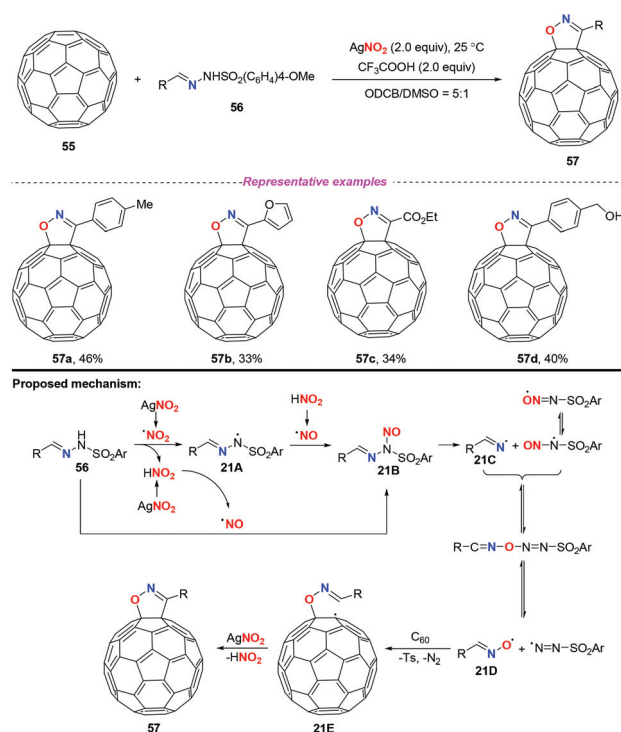 AgNO2 (2.0 equiv), 25 °C
CF3COOH (2.0 equiv)
ODCB/DMSO = 5:1
+
R N NHSO2(C6H4)4-OMe
O N R
55
56
57
Representative examples
O N Me
O N O
O N CO2Et
O N OH
57a, 46%
57b, 33%
57c, 34%
57d, 40%
Proposed mechanism:
AgNO2
•NO2
HNO2
•NO
•ON=N-SO2Ar
R N H N SO2Ar
56
HNO2
AgNO2
•NO
R N N• SO2Ar
21A
R N NO N SO2Ar
21B
R N• + ON-N•-SO2Ar
21C
R-C=N-O-N=N-SO2Ar
O N R
AgNO2
-HNO2
O N R
C60
-Ts, -N2
R N O• + •N=N-SO2Ar
21D
57
21E